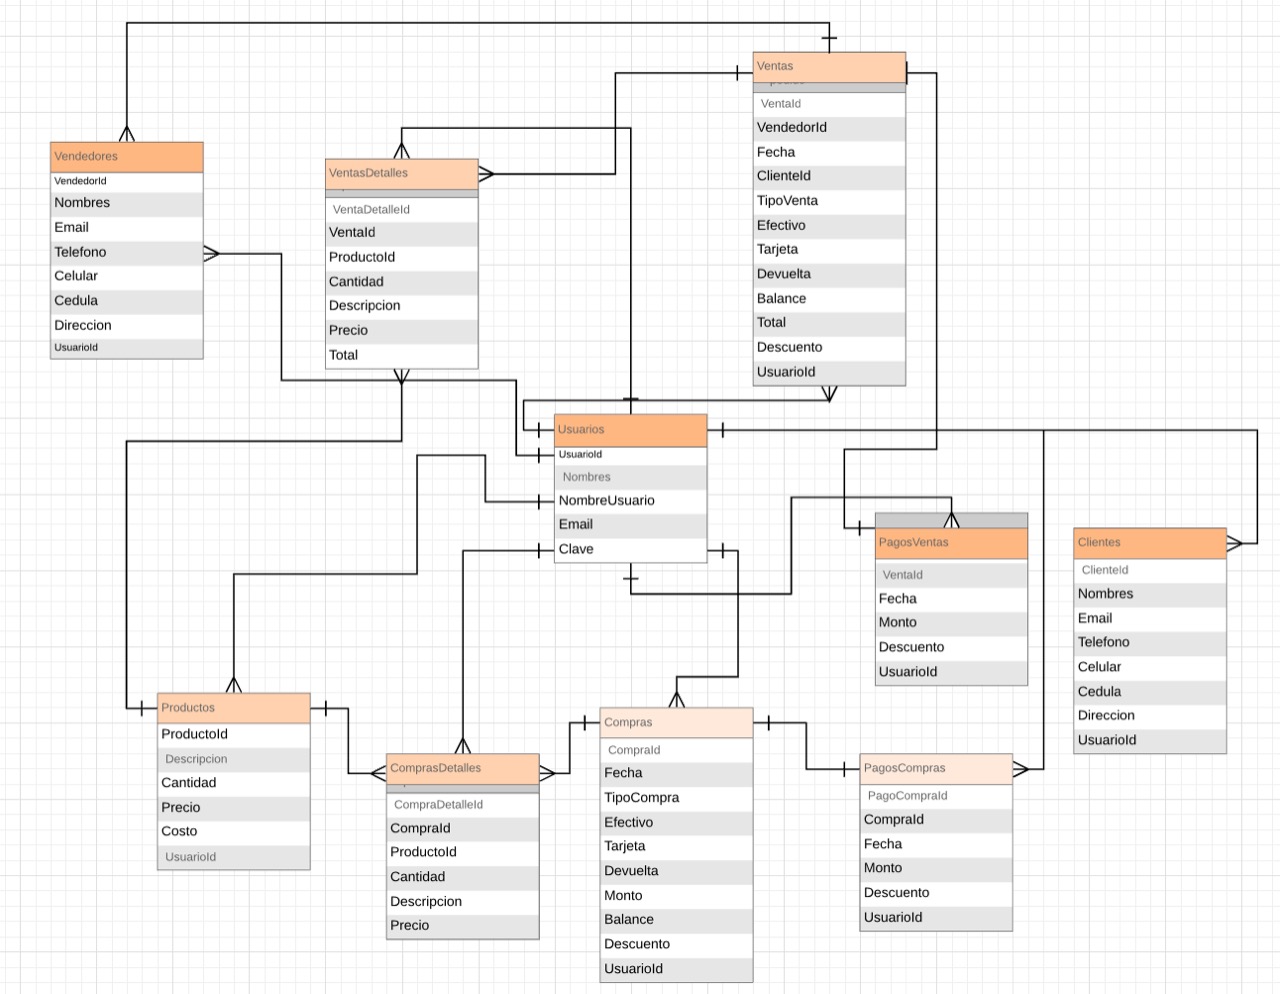 Ventas
VentaId
VendedorId
Fecha
ClienteId
TipoVenta
Efectivo
Tarjeta
Devuelta
Balance
Total
Descuento
UsuarioId
Vendedores
VendedorId
Nombres
Email
Telefono
Celular
Cedula
Direccion
UsuarioId
VentasDetalles
VentaDetalleId
VentaId
ProductoId
Cantidad
Descripcion
Precio
Total
Usuarios
UsuarioId
Nombres
NombreUsuario
Email
Clave
PagosVentas
VentaId
Fecha
Monto
Descuento
UsuarioId
Clientes
ClienteId
Nombres
Email
Telefono
Celular
Cedula
Direccion
UsuarioId
Productos
ProductoId
Descripcion
Cantidad
Precio
Costo
UsuarioId
ComprasDetalles
CompraDetalleId
CompraId
ProductoId
Cantidad
Descripcion
Precio
Compras
CompraId
Fecha
TipoCompra
Efectivo
Tarjeta
Devuelta
Monto
Balance
Descuento
UsuarioId
PagosCompras
PagoCompraId
CompraId
Fecha
Monto
Descuento
UsuarioId